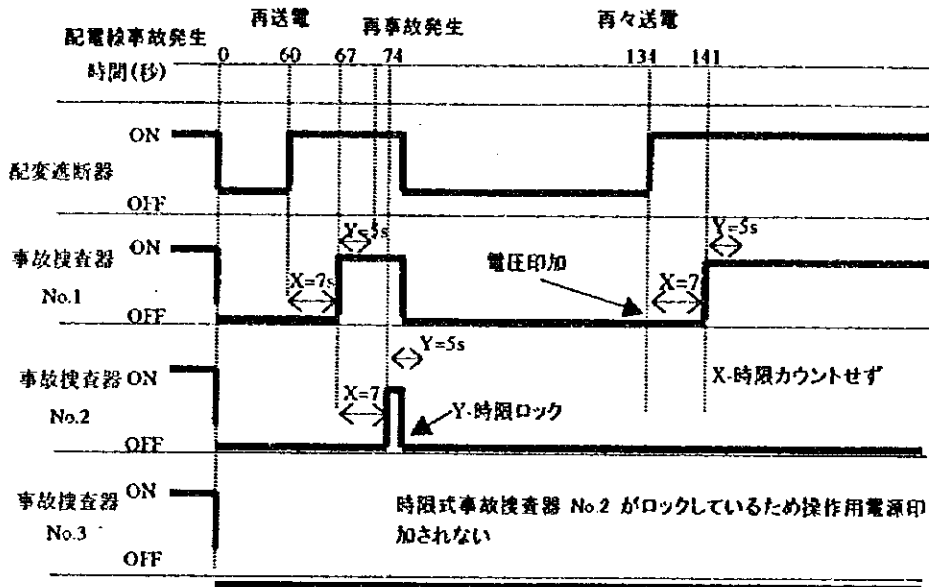 再送電
再事故発生
再々送電
配電線事故発生
0 60 67 74 134 141
時間(秒)
ON
配変遮断器
OFF
Y=5s
Y=5s
ON
事故捜査器
電圧印加
No.1
X=7s
X=7
OFF
Y=5s
事故捜査器 ON
X-時限カウントせず
No.2
X=7
Y-時限ロック
OFF
事故捜査器 ON
時限式事故捜査器 No.2 がロックしているため操作用電源印
加されない
No.3
OFF